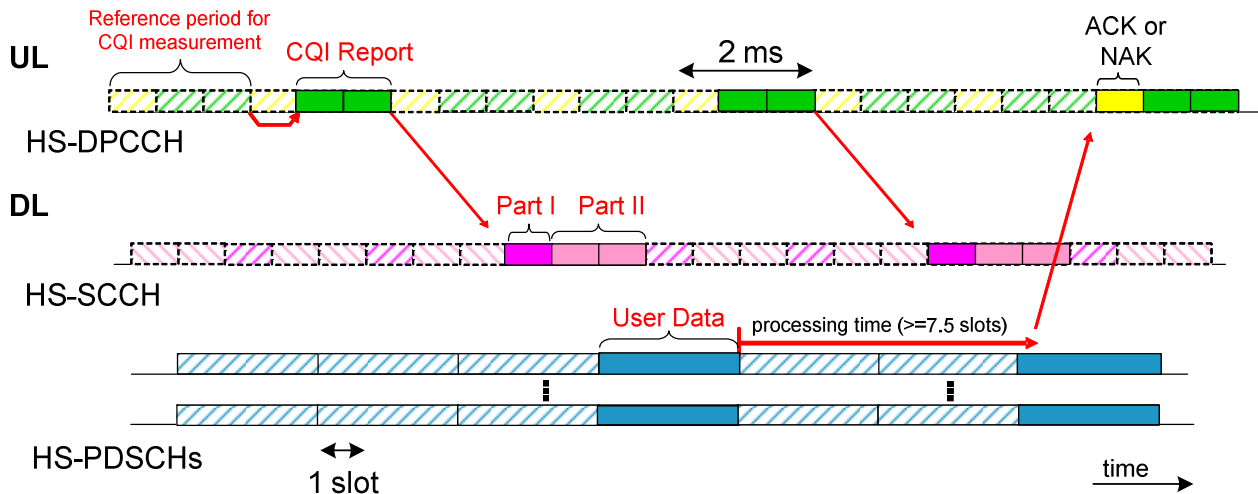 Reference period for
CQI measurement
UL
CQI Report
2 ms
ACK or
NAK
HS-DPCCH
DL
Part I
Part II
HS-SCCH
User Data
processing time (>=7.5 slots)
HS-PDSCHs
1 slot
time